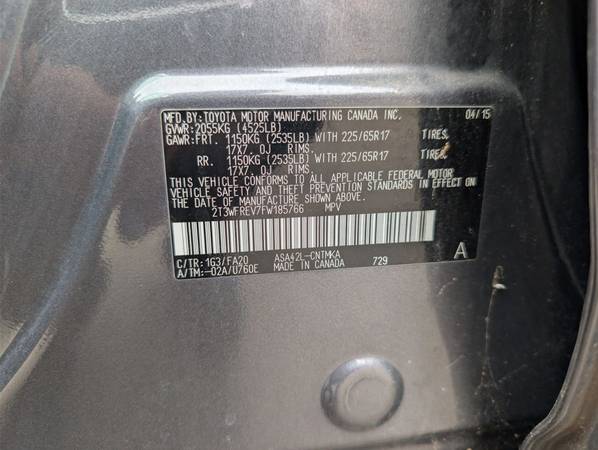 MFD.BY:TOYOTA MOTOR MANUFACTURING CANADA INC. 04/15
GVWR:2055KG (4525LB)
GAWR:FRT. 1150KG (2535LB) WITH 225/65R17 TIRES,
17X7.0J RIMS.
RR. 1150KG (2535LB) WITH 225/65R17 TIRES,
17X7.0J RIMS.
THIS VEHICLE CONFORMS TO ALL APPLICABLE FEDERAL MOTOR
VEHICLE SAFETY AND THEFT PREVENTION STANDARDS IN EFFECT ON
THE DATE OF MANUFACTURE SHOWN ABOVE.
2T3WFREV7FW185766 MPV
C/TR:1G3/FA20 ASA42L-CNTMKA A
A/TM:-02A/U760E MADE IN CANADA 729